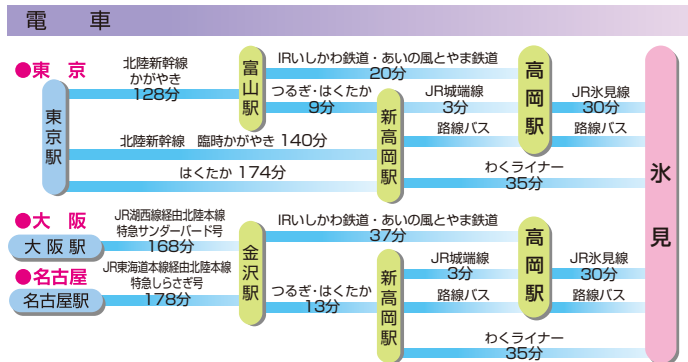 電　車
●東　京
東京駅
北陸新幹線
かがやき
128分
富山駅
IRいしかわ鉄道・あいの風とやま鉄道
20分
つるぎ・はくたか
9分
新高岡駅
JR城端線
3分
路線バス
高岡駅
JR氷見線
30分
路線バス
北陸新幹線　臨時かがやき 140分
はくたか 174分
わくライナー
35分
氷見
●大　阪
大阪駅
JR湖西線経由北陸本線
特急サンダーバード号
168分
●名古屋
名古屋駅
JR東海道本線経由北陸本線
特急しらさぎ号
178分
金沢駅
IRいしかわ鉄道・あいの風とやま鉄道
37分
つるぎ・はくたか
13分
新高岡駅
JR城端線
3分
路線バス
高岡駅
JR氷見線
30分
路線バス
わくライナー
35分